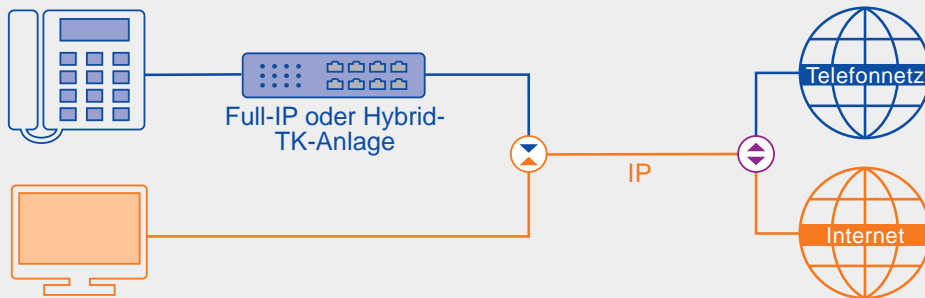 Telefonnetz
Full-IP oder Hybrid-
TK-Anlage
IP
Internet